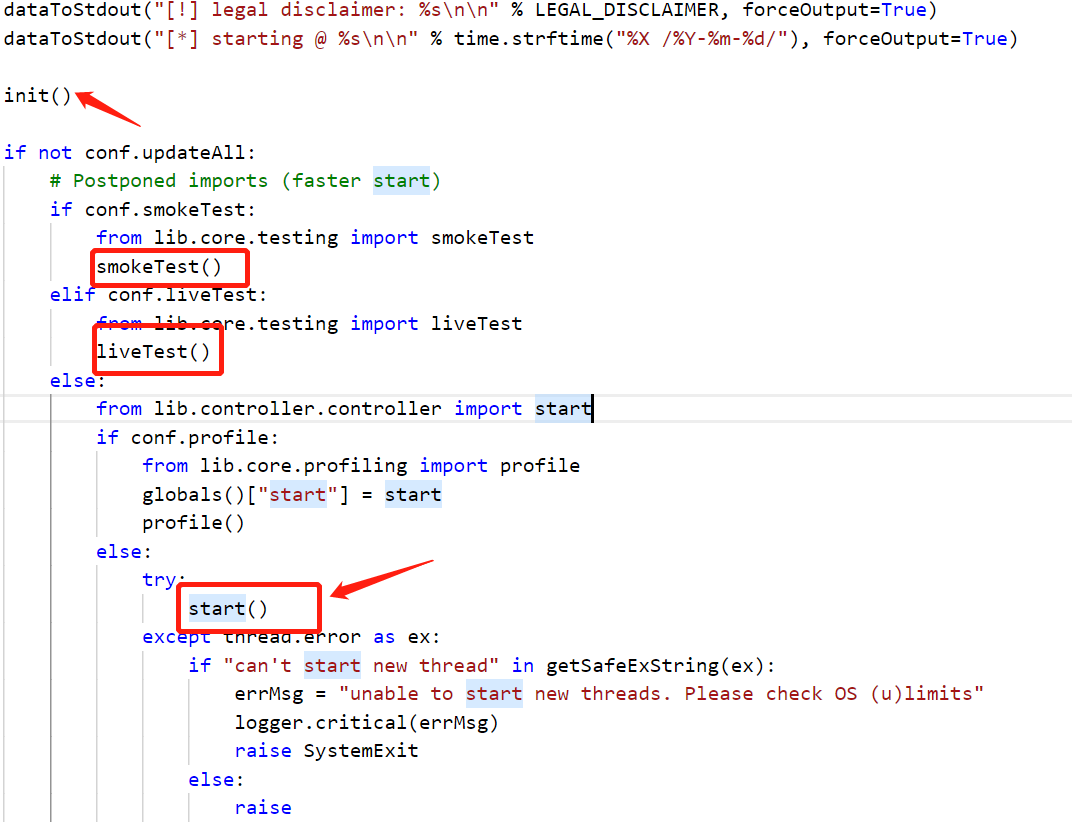 dataToStdout("[!] legal disclaimer: %s\n\n" % LEGAL_DISCLAIMER, forceOutput=True)
dataToStdout("[*] starting @ %s\n\n" % time.strftime("%X /%Y-%m-%d/"), forceOutput=True)
init()
if not conf.updateAll:
# Postponed imports (faster start)
if conf.smokeTest:
from lib.core.testing import smokeTest
smokeTest()
elif conf.liveTest:
from lib.core.testing import liveTest
liveTest()
else:
from lib.controller.controller import start
if conf.profile:
from lib.core.profiling import profile
globals()["start"] = start
profile()
else:
try:
start()
except thread.error as ex:
if "can't start new thread" in getSafeExString(ex):
errMsg = "unable to start new threads. Please check OS (u)limits"
logger.critical(errMsg)
raise SystemExit
else:
raise